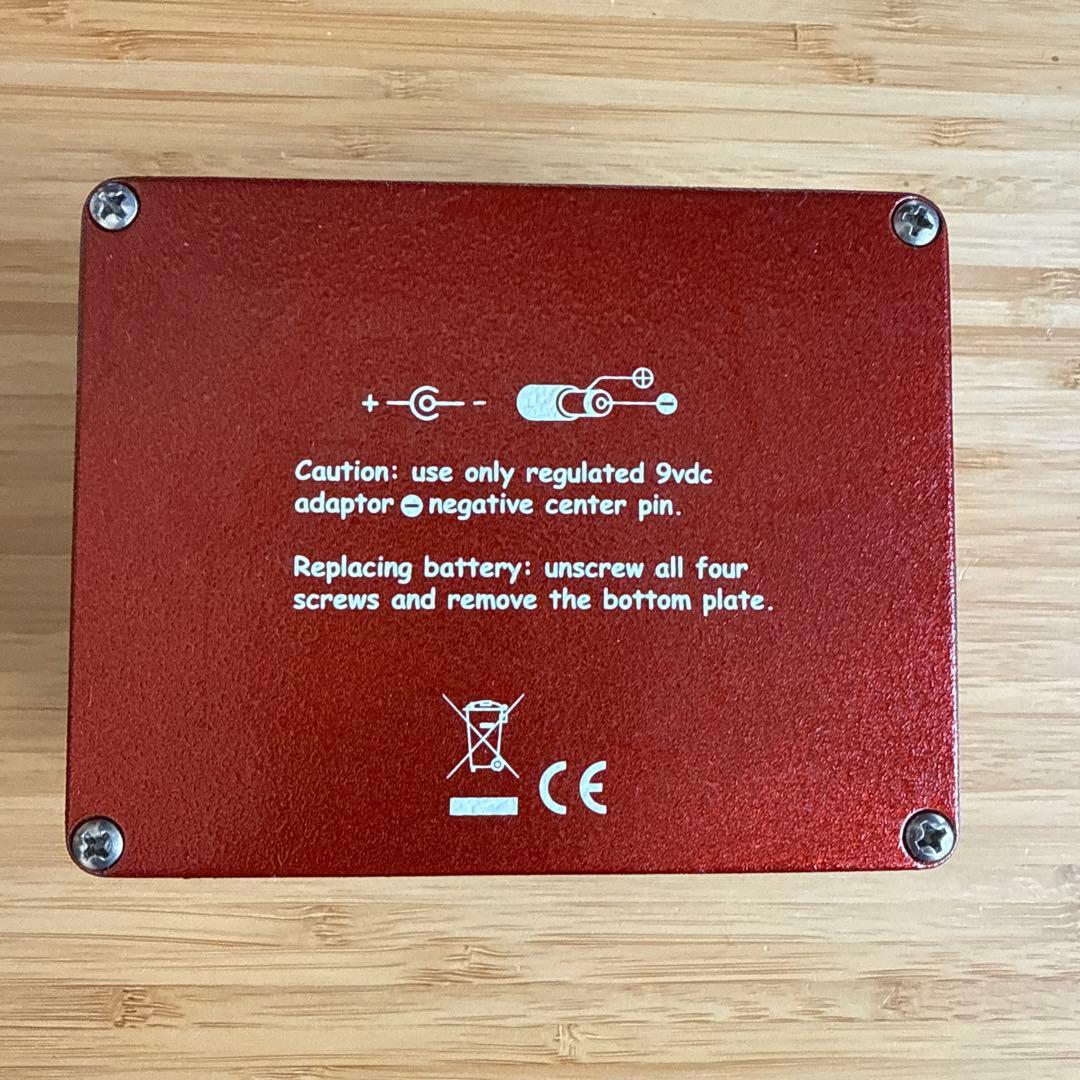 + -
+
-
Caution: use only regulated 9vdc
adaptor - negative center pin.
Replacing battery: unscrew all four
screws and remove the bottom plate.
CE